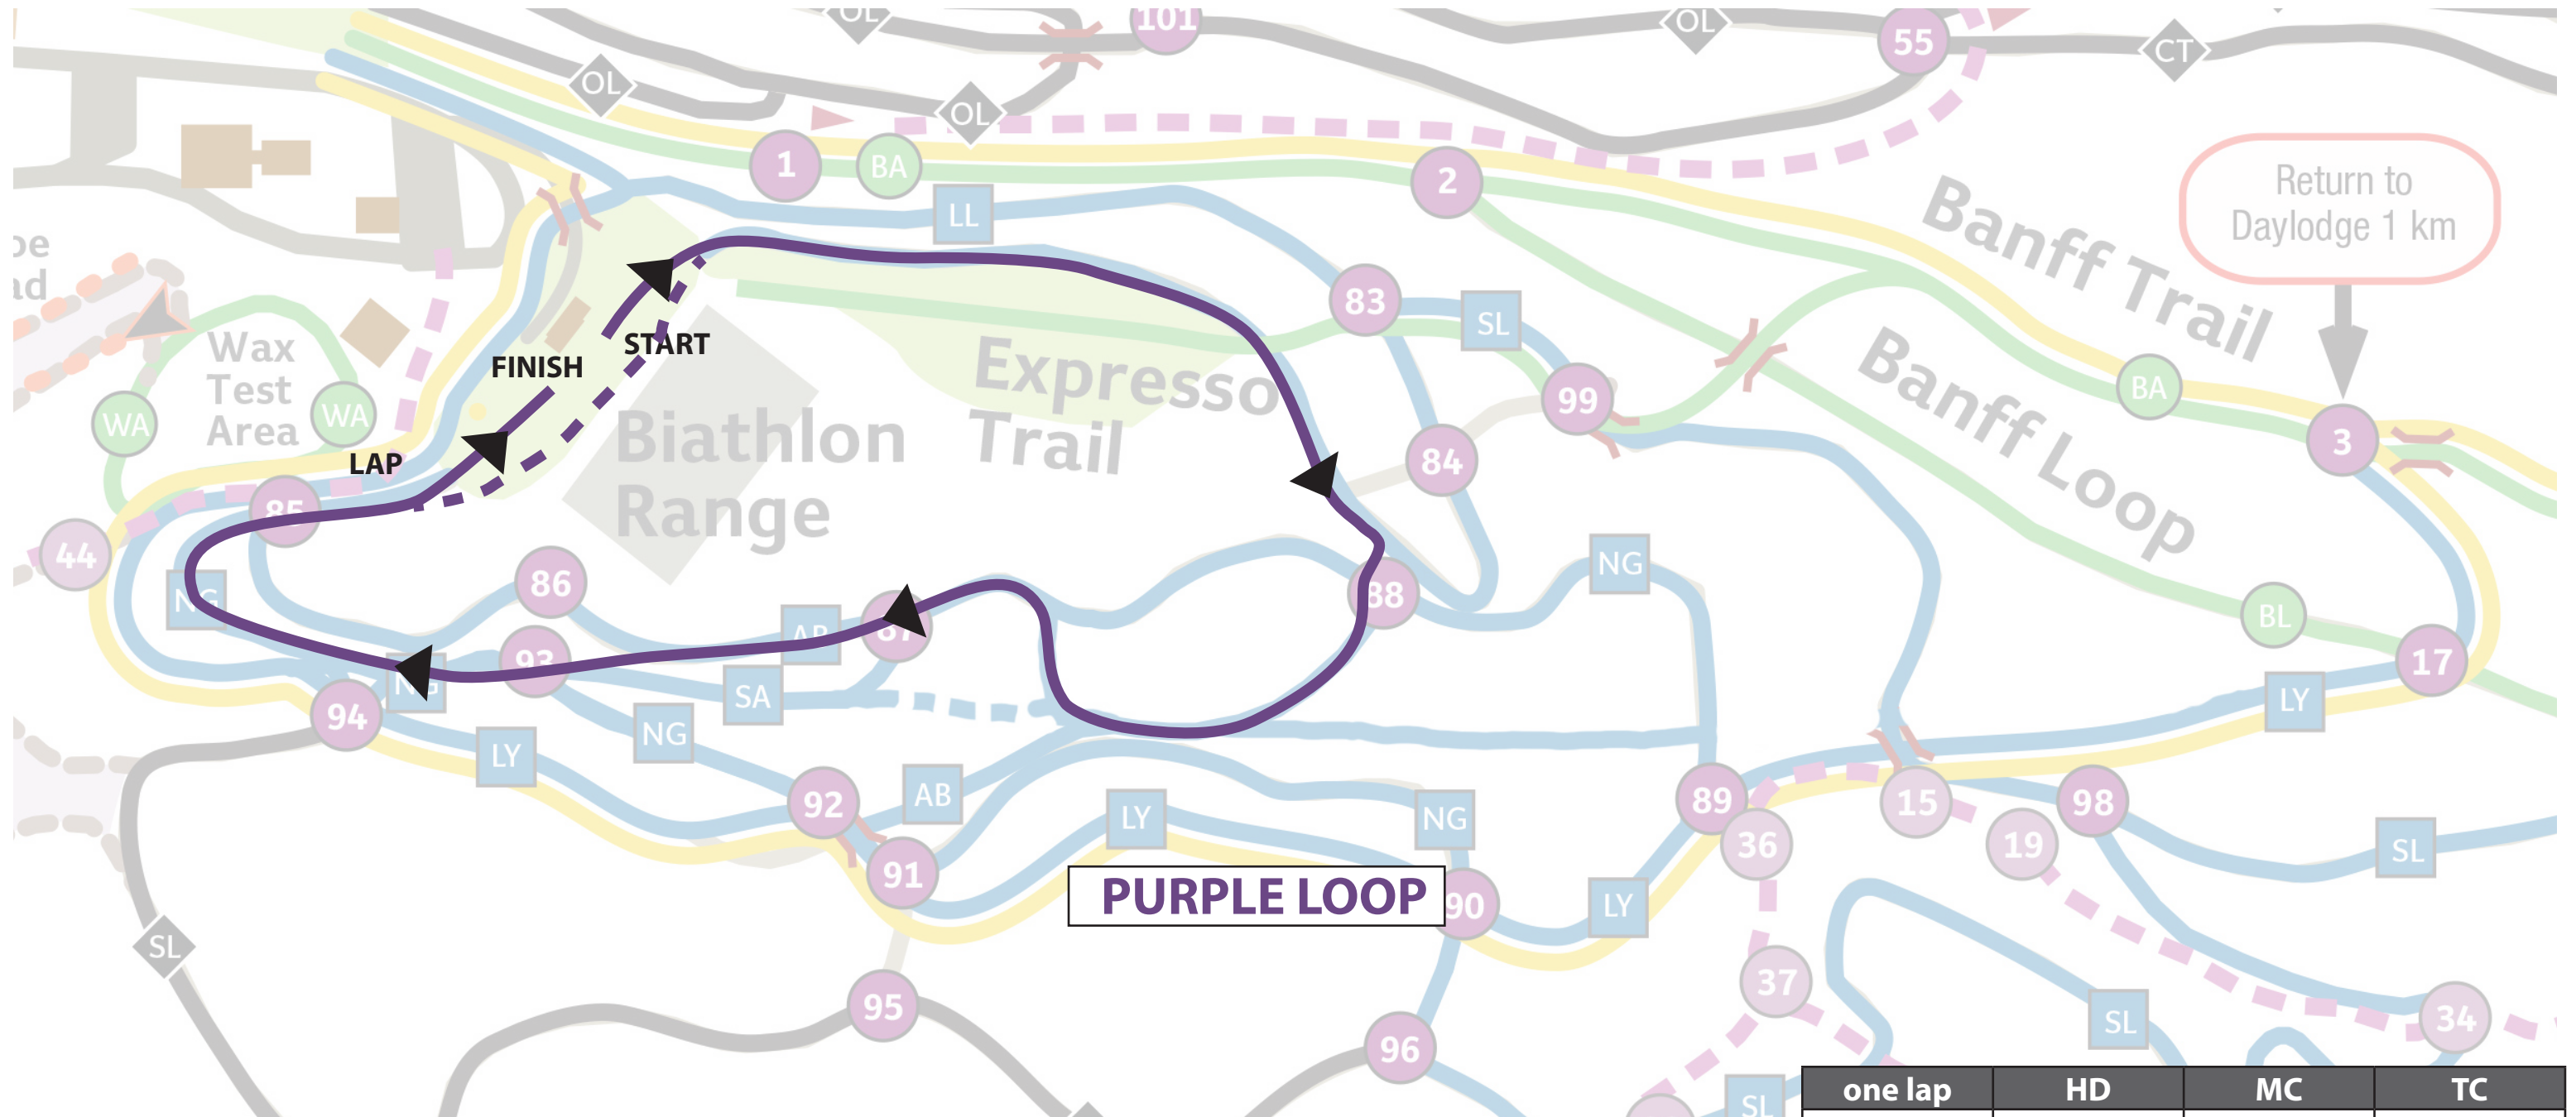 OL
101
OL
55
CT
OL
OL
1
BA
2
Return to
Daylodge 1 km
LL
Banff Trail
83
SL
START
FINISH
Wax
Test
Area
WA
WA
Expresso
Trail
Biathlon
Range
99
Banff Loop
BA
3
84
LAP
85
44
NG
86
88
NG
AB
87
BL
93
NG
SA
17
94
LY
NG
LY
92
AB
LY
NG
89
15
98
36
19
SL
91
PURPLE LOOP
90
LY
SL
37
95
96
SL
34
SL
one lap HD MC TC